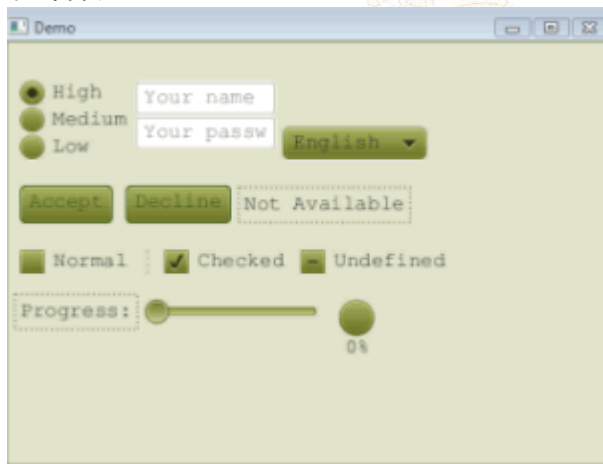 Demo
High
Your name
Medium
Your passw
Low
English
Accept
Decline
Not Available
Normal
Checked
Undefined
Progress:
0%